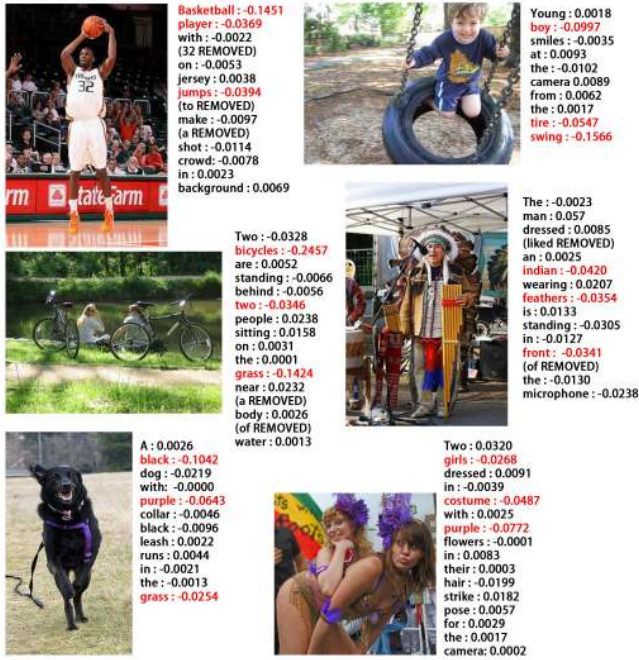 Basketball : -0.1451
player : -0.0369
with : -0.0022
(32 REMOVED)
on : -0.0053
jersey : 0.0038
jumps : -0.0394
(to REMOVED)
make : -0.0097
(a REMOVED)
shot : -0.0114
crowd: -0.0078
in : 0.0023
background : 0.0069
32
rm
StateFarm
Young : 0.0018
boy : -0.0997
smiles : -0.0035
at : 0.0093
the : -0.0102
camera 0.0089
from : 0.0062
the : 0.0017
tire : -0.0547
swing : -0.1566
Two : -0.0328
bicycles : -0.2457
are : 0.0052
standing : -0.0066
behind : -0.0056
two : -0.0346
people : 0.0238
sitting : 0.0158
on : 0.0031
the : 0.0001
grass : -0.1424
near : 0.0232
(a REMOVED)
body : 0.0026
(of REMOVED)
water : 0.0013
The : -0.0023
man : 0.057
dressed : 0.0085
(liked REMOVED)
an : 0.0025
indian : -0.0420
wearing : 0.0207
feathers : -0.0354
is : 0.0133
standing : -0.0305
in : -0.0127
front : -0.0341
(of REMOVED)
the : -0.0130
microphone : -0.0238
A : 0.0026
black : -0.1042
dog : -0.0219
with: -0.0000
purple : -0.0643
collar : -0.0046
black : -0.0096
leash : 0.0022
runs : 0.0044
in : -0.0021
the : -0.0013
grass : -0.0254
Two : 0.0320
girls : -0.0268
dressed : 0.0091
in : -0.0039
costume : -0.0487
with : 0.0025
purple : -0.0772
flowers : -0.0001
in : 0.0083
their : 0.0003
hair : -0.0199
strike : 0.0182
pose : 0.0057
for : 0.0029
the : 0.0017
camera: 0.0002